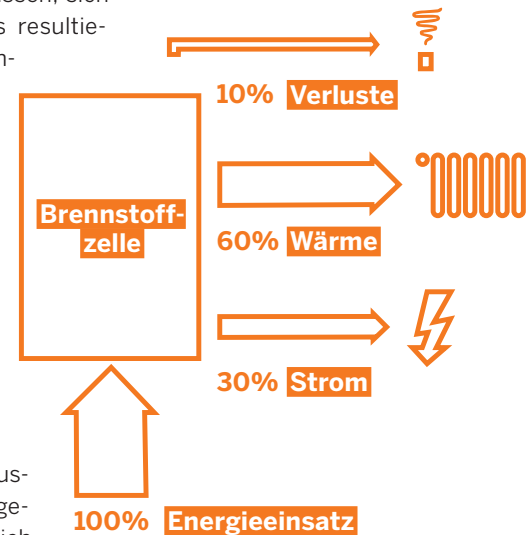 resultie-
10% Verluste
Brennstoff-
zelle
60% Wärme
30% Strom
100% Energieeinsatz